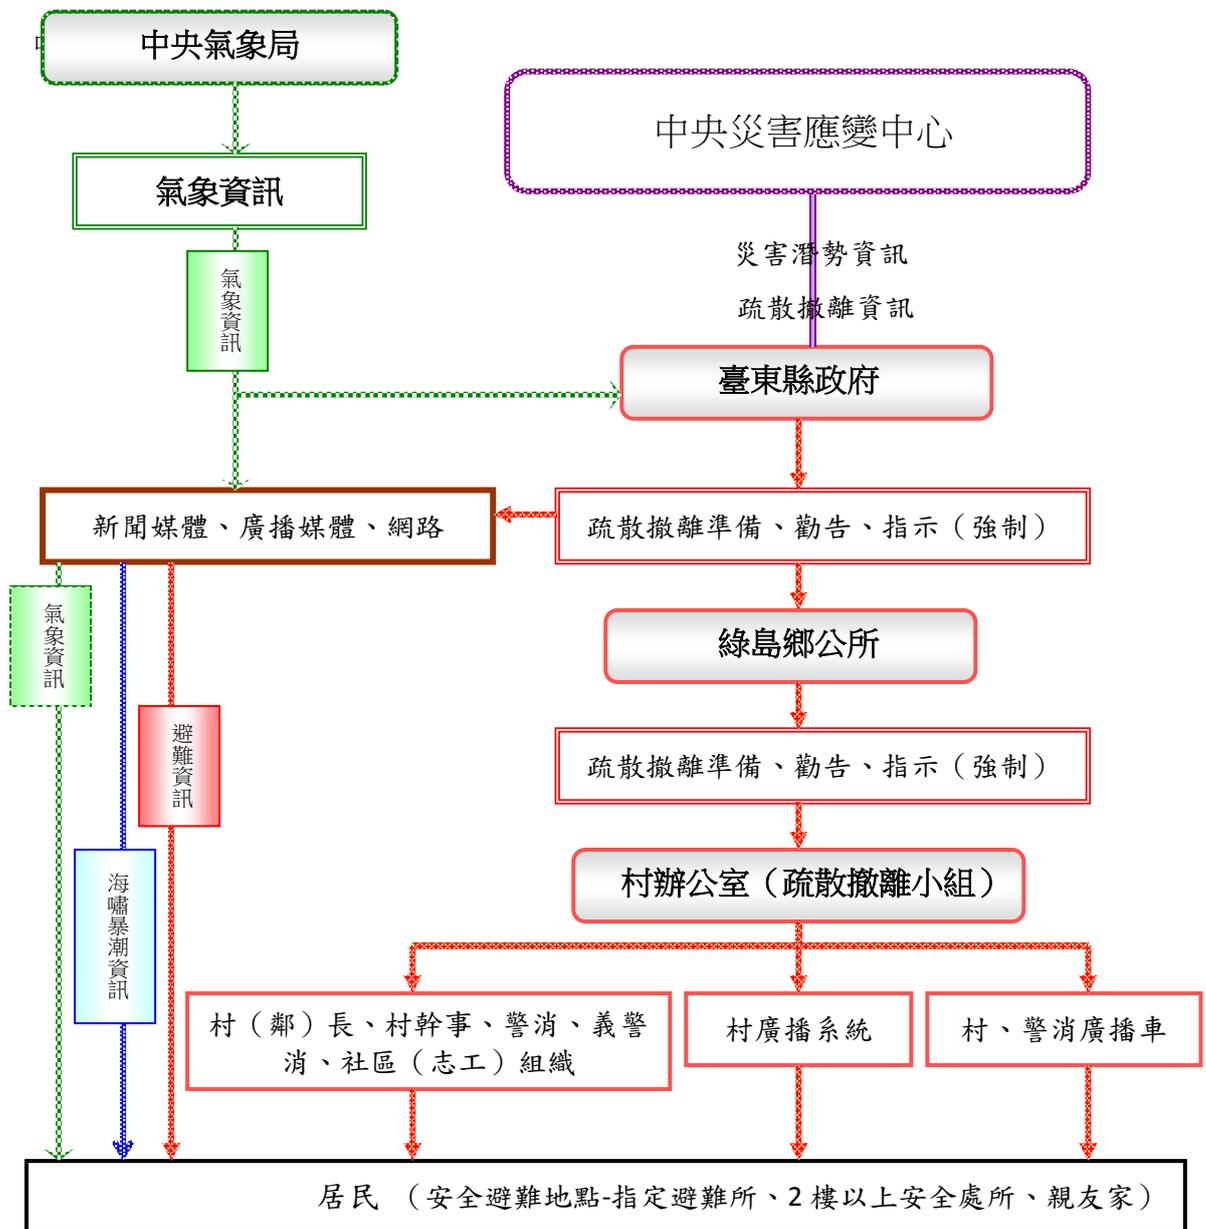 中央氣象局
中央災害應變中心
氣象資訊
災害潛勢資訊
氣象資訊
疏散撤離資訊
臺東縣政府
新聞媒體、廣播媒體、網路
疏散撤離準備、勸告、指示（強制）
氣象資訊
綠島鄉公所
避難資訊
疏散撤離準備、勸告、指示（強制）
海嘯暴潮資訊
村辦公室（疏散撤離小組）
村（鄰）長、村幹事、警消、義警
消、社區（志工）組織
村廣播系統
村、警消廣播車
居民 （安全避難地點-指定避難所、2 樓以上安全處所、親友家）